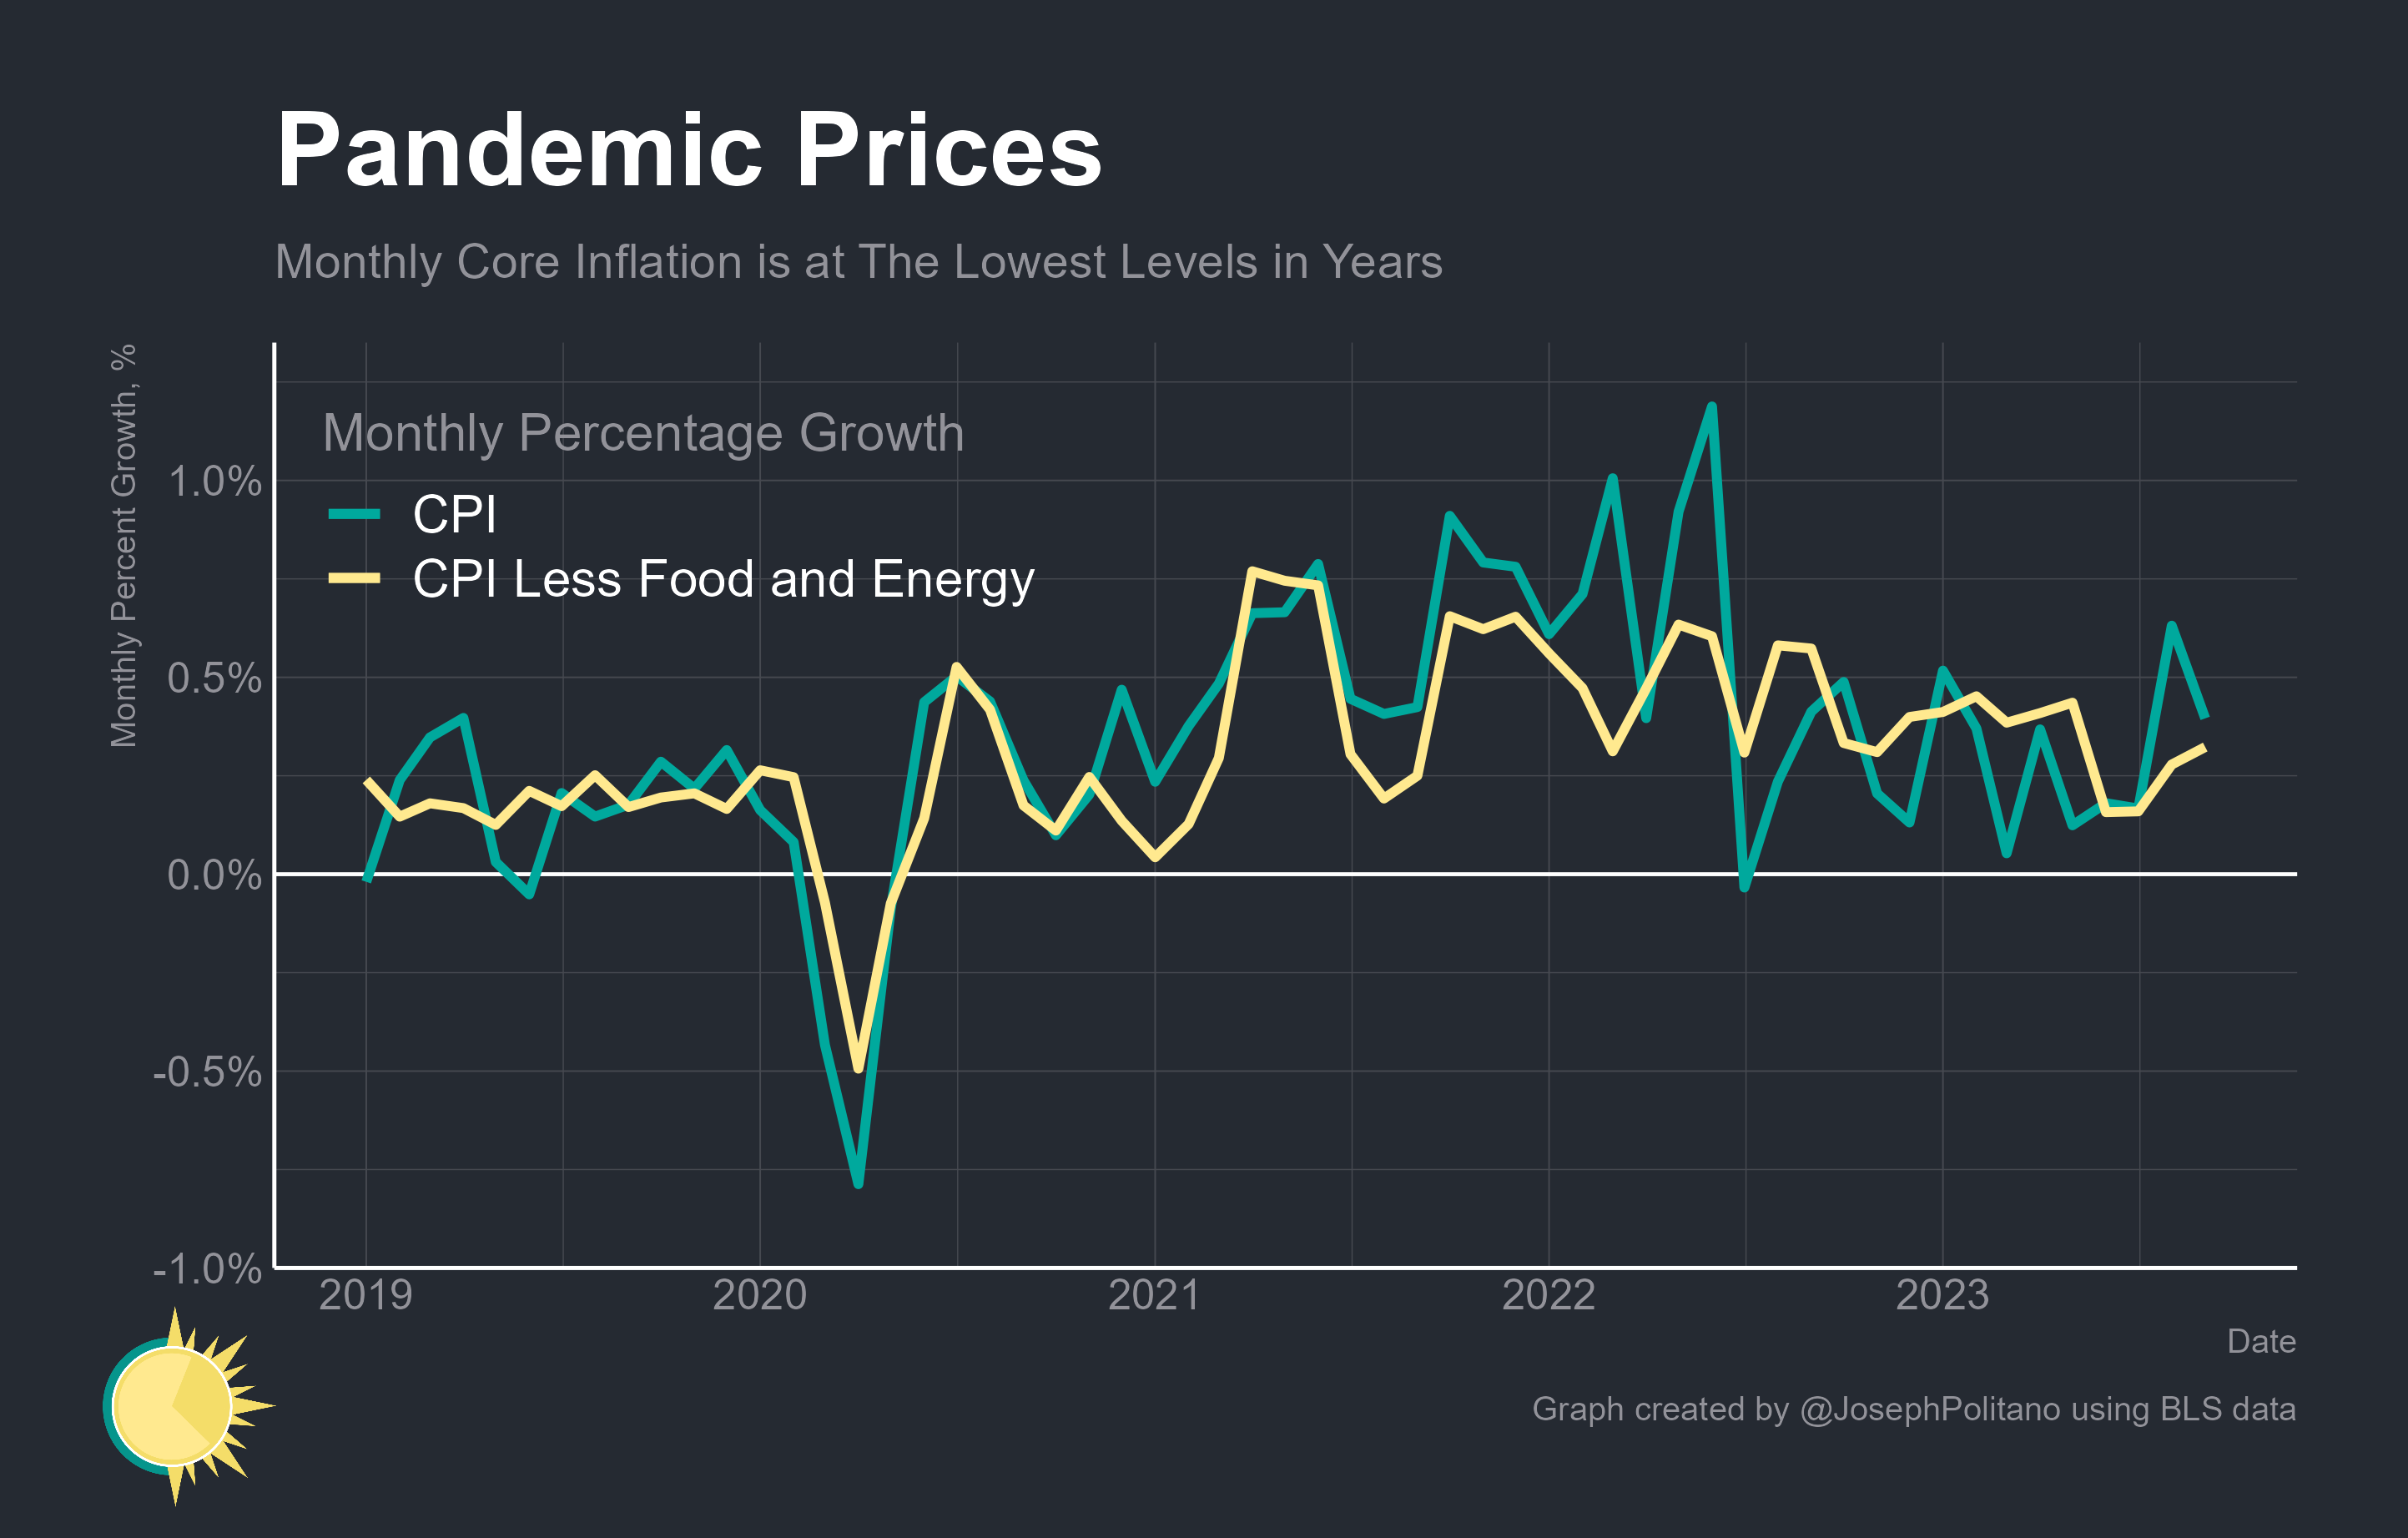 Pandemic Prices
Monthly Core Inflation is at The Lowest Levels in Years
Monthly Percent Growth, %
Monthly Percentage Growth
CPI
CPI Less Food and Energy
1.0%
0.5%
0.0%
-0.5%
-1.0%
2019 2020 2021 2022 2023
Date
Graph created by @JosephPolitano using BLS data